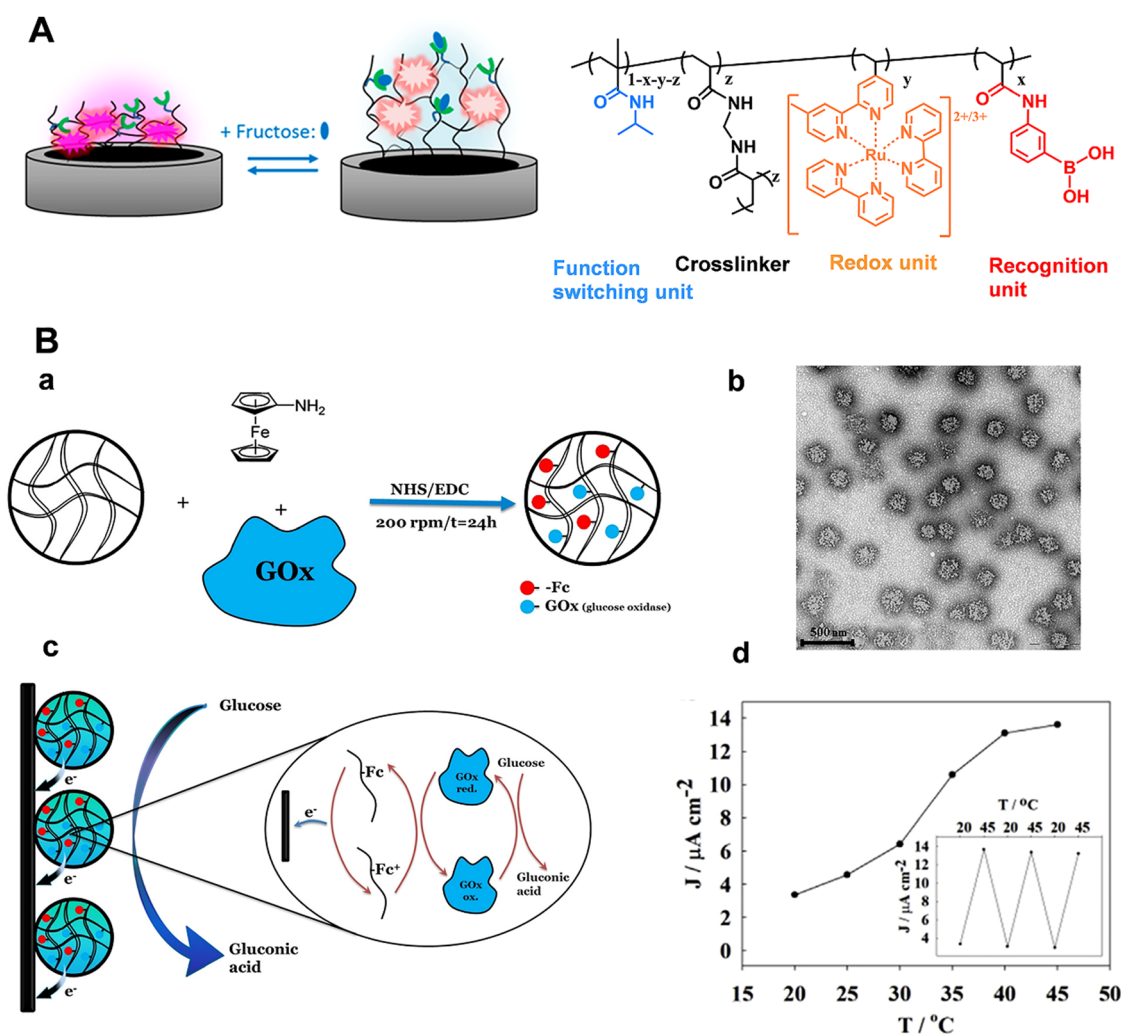 A
+ Fructose:
1-x-y-z
z
y
x
O
NH
O
NH
NH
O
z
N
N
N
N
N
N
Ru
2+/3+
O
NH
B
OH
OH
Function
switching unit
Crosslinker
Redox unit
Recognition
unit
B
a
Fe
NH2
+
+
GOx
NHS/EDC
200 rpm/t=24h
-Fc
GOx (glucose oxidase)
b
500 nm
c
e-
e-
e-
Glucose
Gluconic
acid
e-
-Fc
-Fc+
GOx
red.
GOx
ox.
Glucose
Gluconic
acid
d
J / µA cm-2
14
12
10
8
6
4
2
0
15 20 25 30 35 40 45 50
T / °C
T / °C
20 45 20 45 20 45
J / µA cm-2
14
12
10
8
6
4